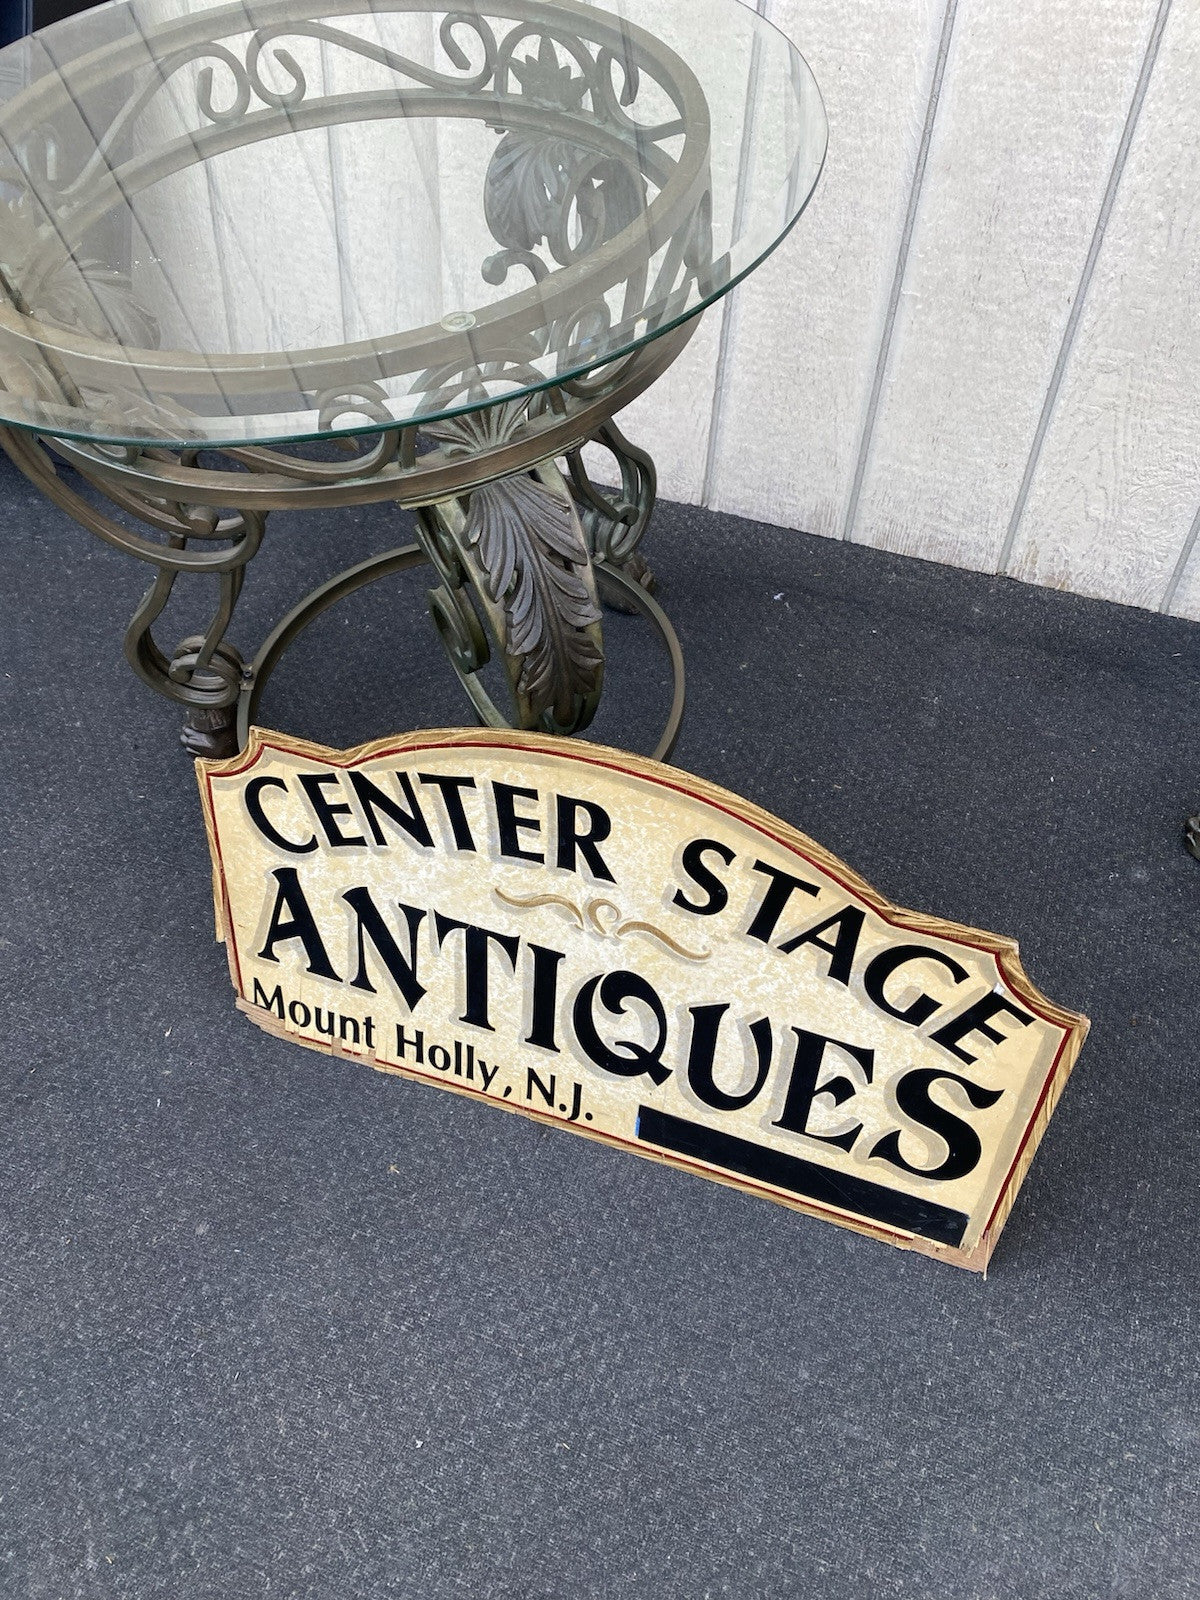 CENTER STAGE
ANTIQUES
Mount Holly, N.J.